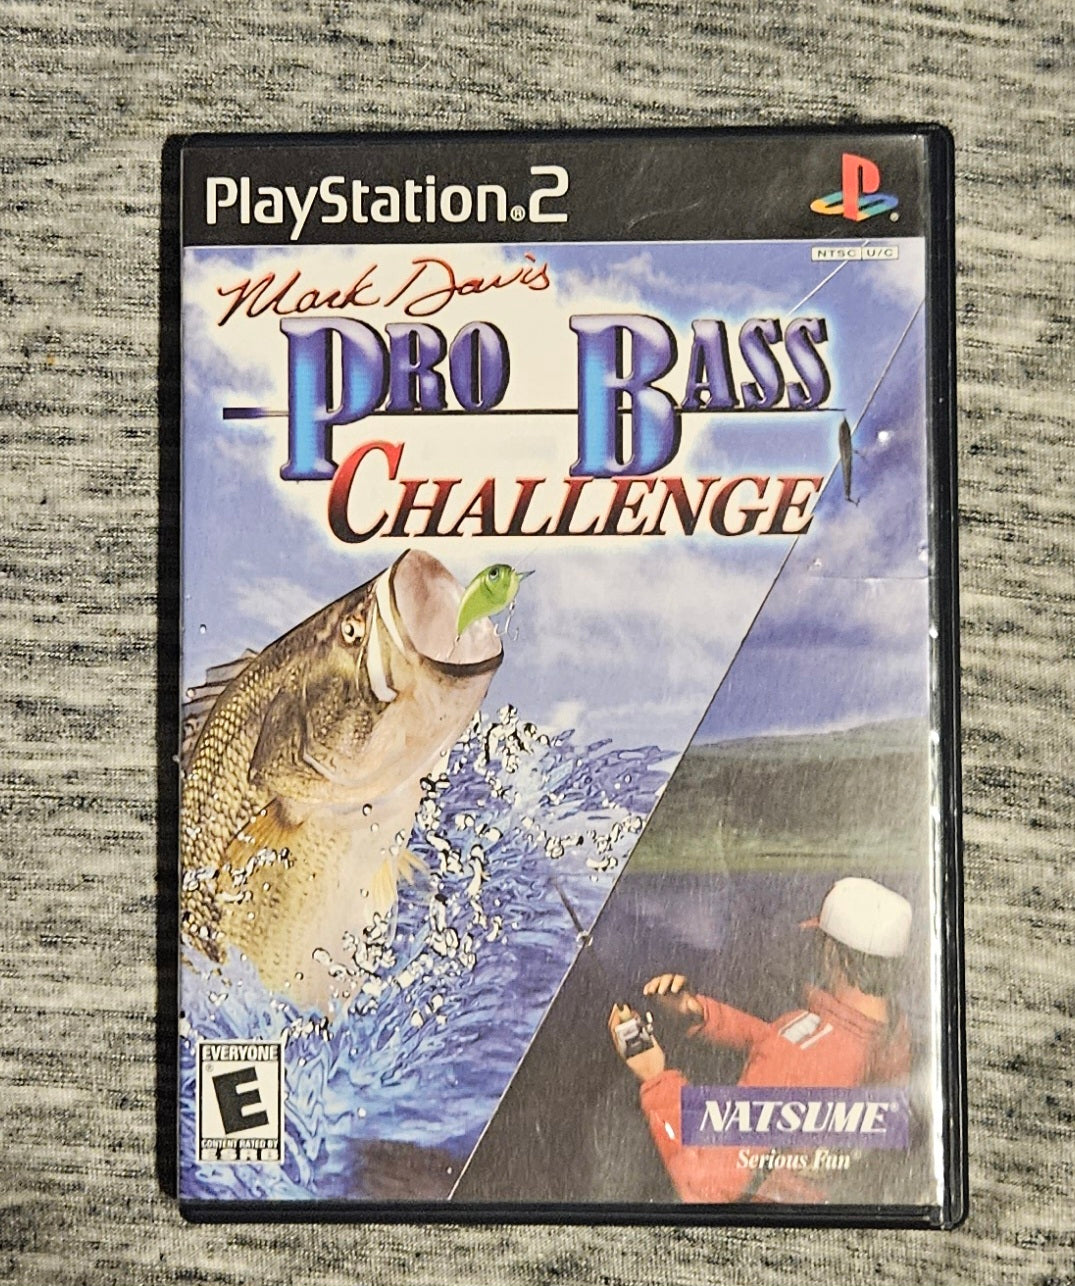 PlayStation®2
NTSC U/C
Mark Davis
PRO BASS
CHALLENGE
EVERYONE
E
CONTENT RATED BY
ESRB
NATSUME®
Serious Fun®